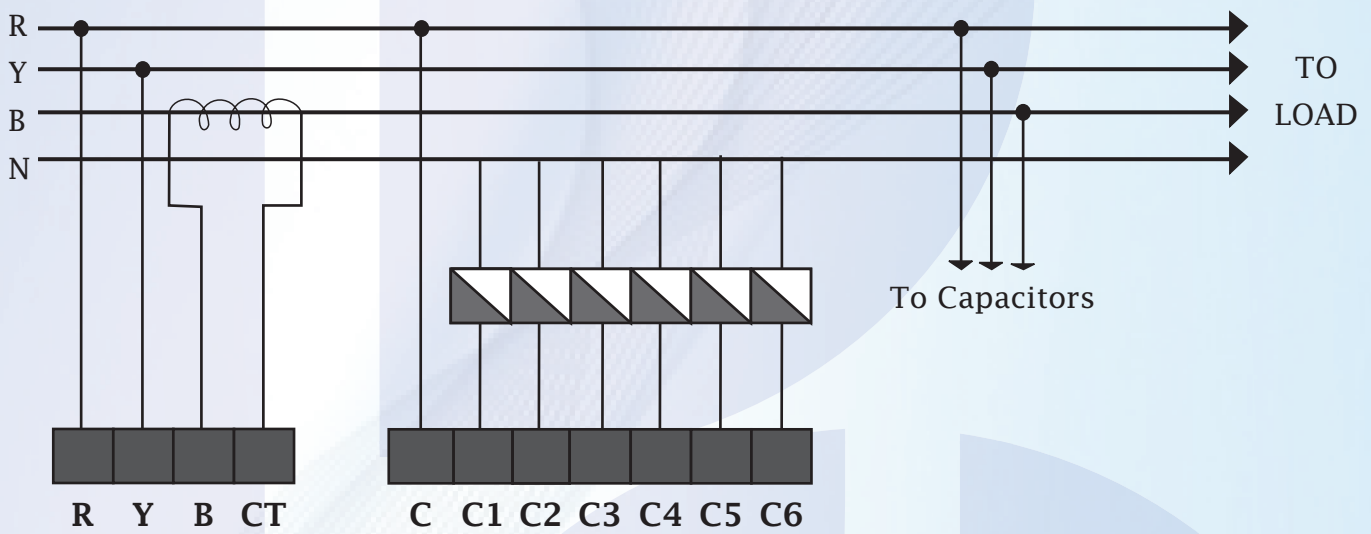 R
Y
B
N
TO
LOAD
To Capacitors
R Y B CT
C C1 C2 C3 C4 C5 C6